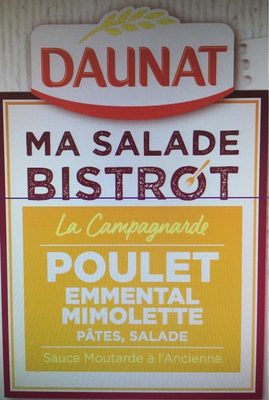 DAUNAT
MA SALADE
BISTROT
La Campagnarde
POULET
EMMENTAL
MIMOLETTE
PÂTES, SALADE
Sauce Moutarde à l'Ancienne